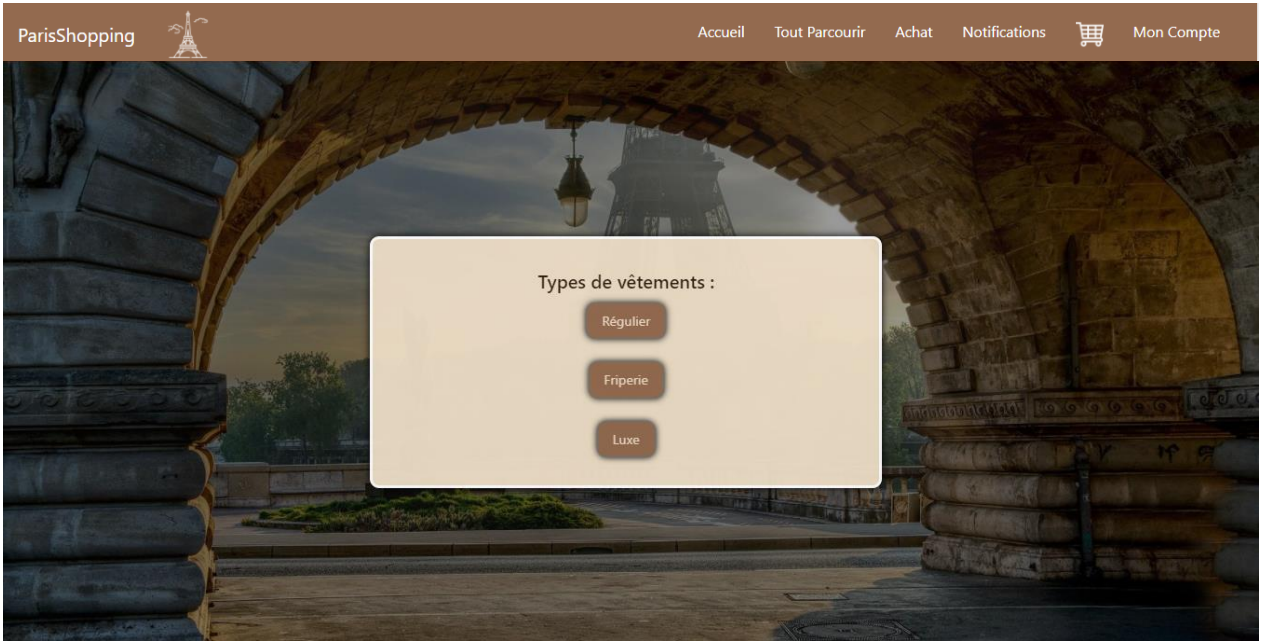 ParisShopping Accueil Tout Parcourir Achat Notifications Mon Compte
Types de vêtements :
Régulier
Friperie
Luxe